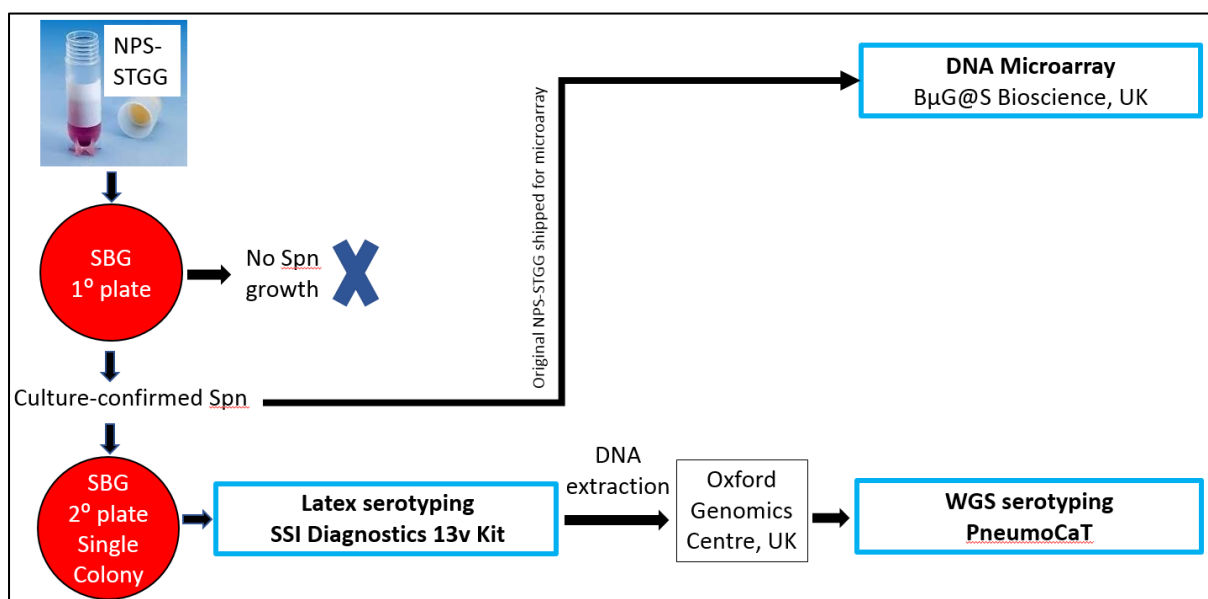 NPS-
STGG
DNA Microarray
BµG@S Bioscience, UK
Original NPS-STGG shipped for microarray
SBG
1º plate
No Spn
growth
Culture-confirmed Spn
SBG
2º plate
Single
Colony
Latex serotyping
SSI Diagnostics 13v Kit
DNA
extraction
Oxford
Genomics
Centre, UK
WGS serotyping
PneumoCaT